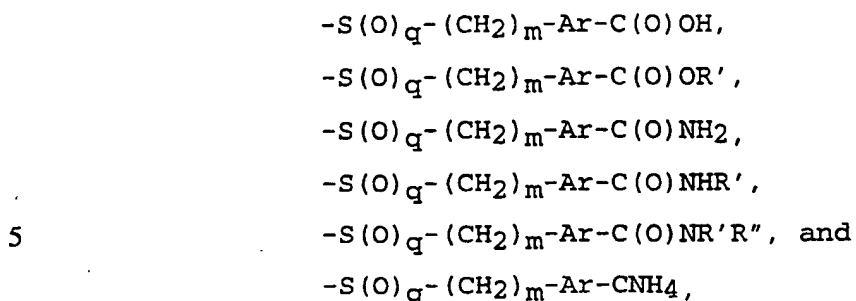 -S(O)q-(CH2)m-Ar-C(O)OH,
-S(O)q-(CH2)m-Ar-C(O)OR',
-S(O)q-(CH2)m-Ar-C(O)NH2,
-S(O)q-(CH2)m-Ar-C(O)NHR',
5 -S(O)q-(CH2)m-Ar-C(O)NR'R", and
-S(O)q-(CH2)m-Ar-CNH4,